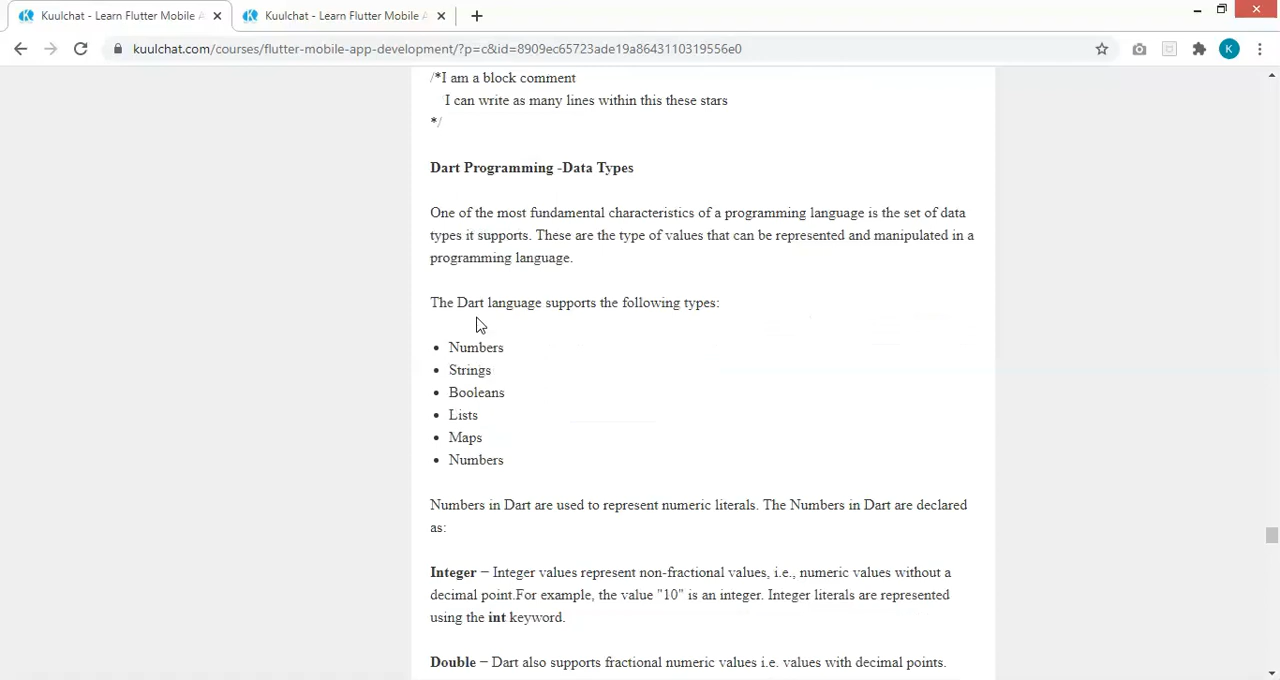 Kuulchat - Learn Flutter Mobile A
Kuulchat - Learn Flutter Mobile A
kuulchat.com/courses/flutter-mobile-app-development/?p=c&id=8909ec65723ade19a8643110319556e0
K
/*I am a block comment
I can write as many lines within this these stars
*/
Dart Programming -Data Types
One of the most fundamental characteristics of a programming language is the set of data
types it supports. These are the type of values that can be represented and manipulated in a
programming language.
The Dart language supports the following types:
• Numbers
• Strings
• Booleans
• Lists
• Maps
• Numbers
Numbers in Dart are used to represent numeric literals. The Numbers in Dart are declared
as:
Integer − Integer values represent non-fractional values, i.e., numeric values without a
decimal point.For example, the value "10" is an integer. Integer literals are represented
using the int keyword.
Double − Dart also supports fractional numeric values i.e. values with decimal points.